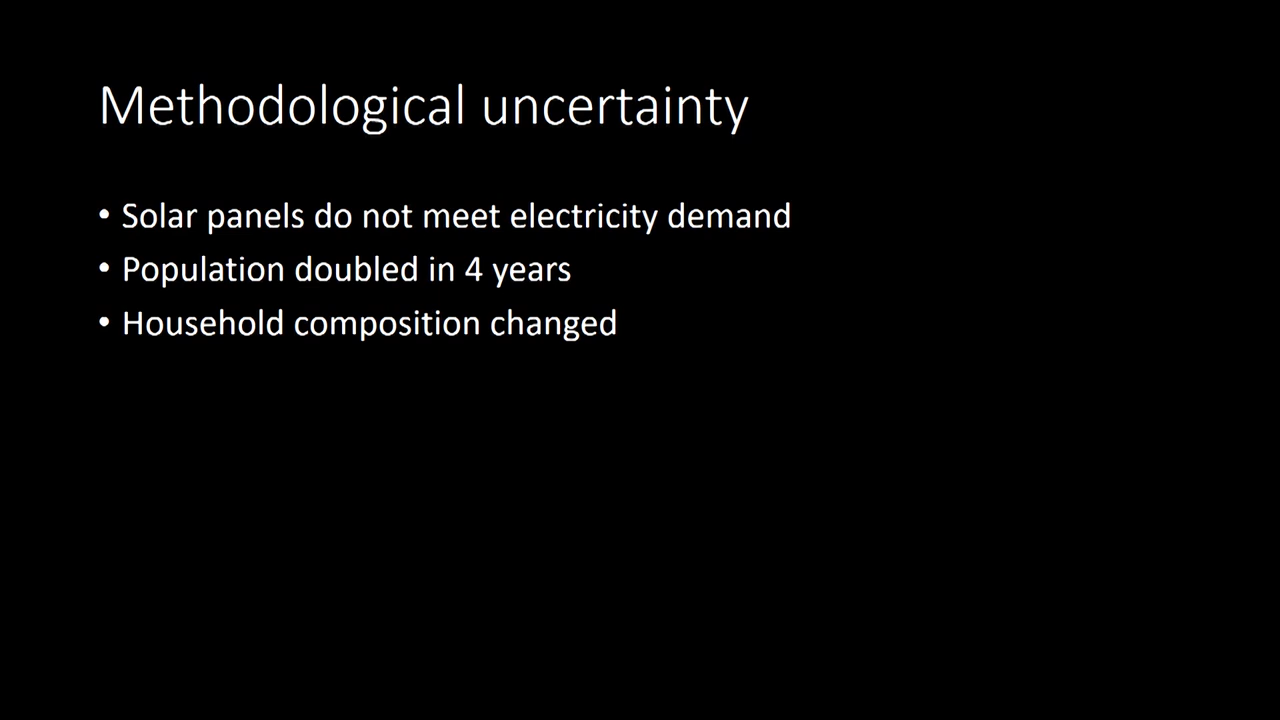 Methodological uncertainty
• Solar panels do not meet electricity demand
• Population doubled in 4 years
• Household composition changed